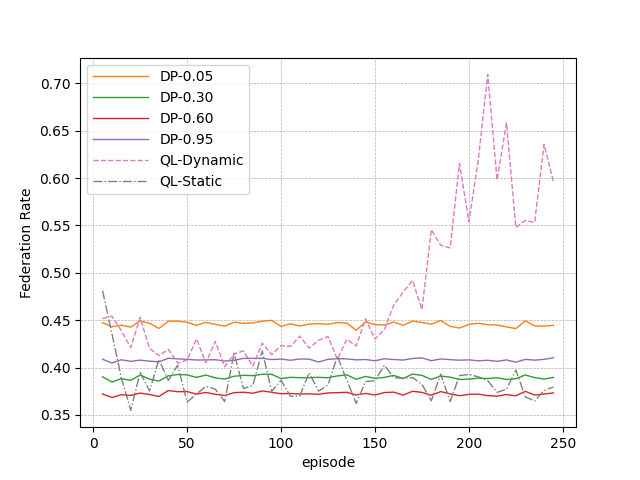 DP-0.05
DP-0.30
DP-0.60
DP-0.95
QL-Dynamic
QL-Static
Federation Rate
0.70
0.65
0.60
0.55
0.50
0.45
0.40
0.35
0 50 100 150 200 250
episode